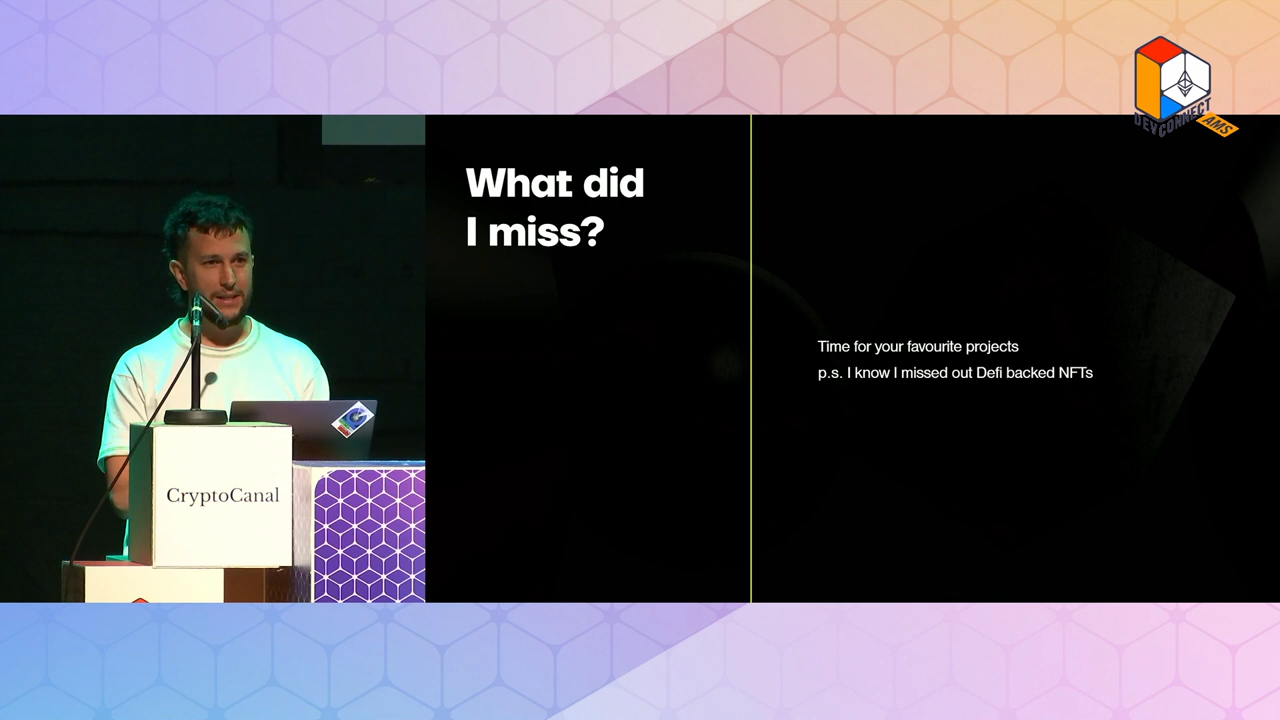 DEVCONNECT
AMS
What did
I miss?
Time for your favourite projects
p.s. I know I missed out Defi backed NFTs
CryptoCanal